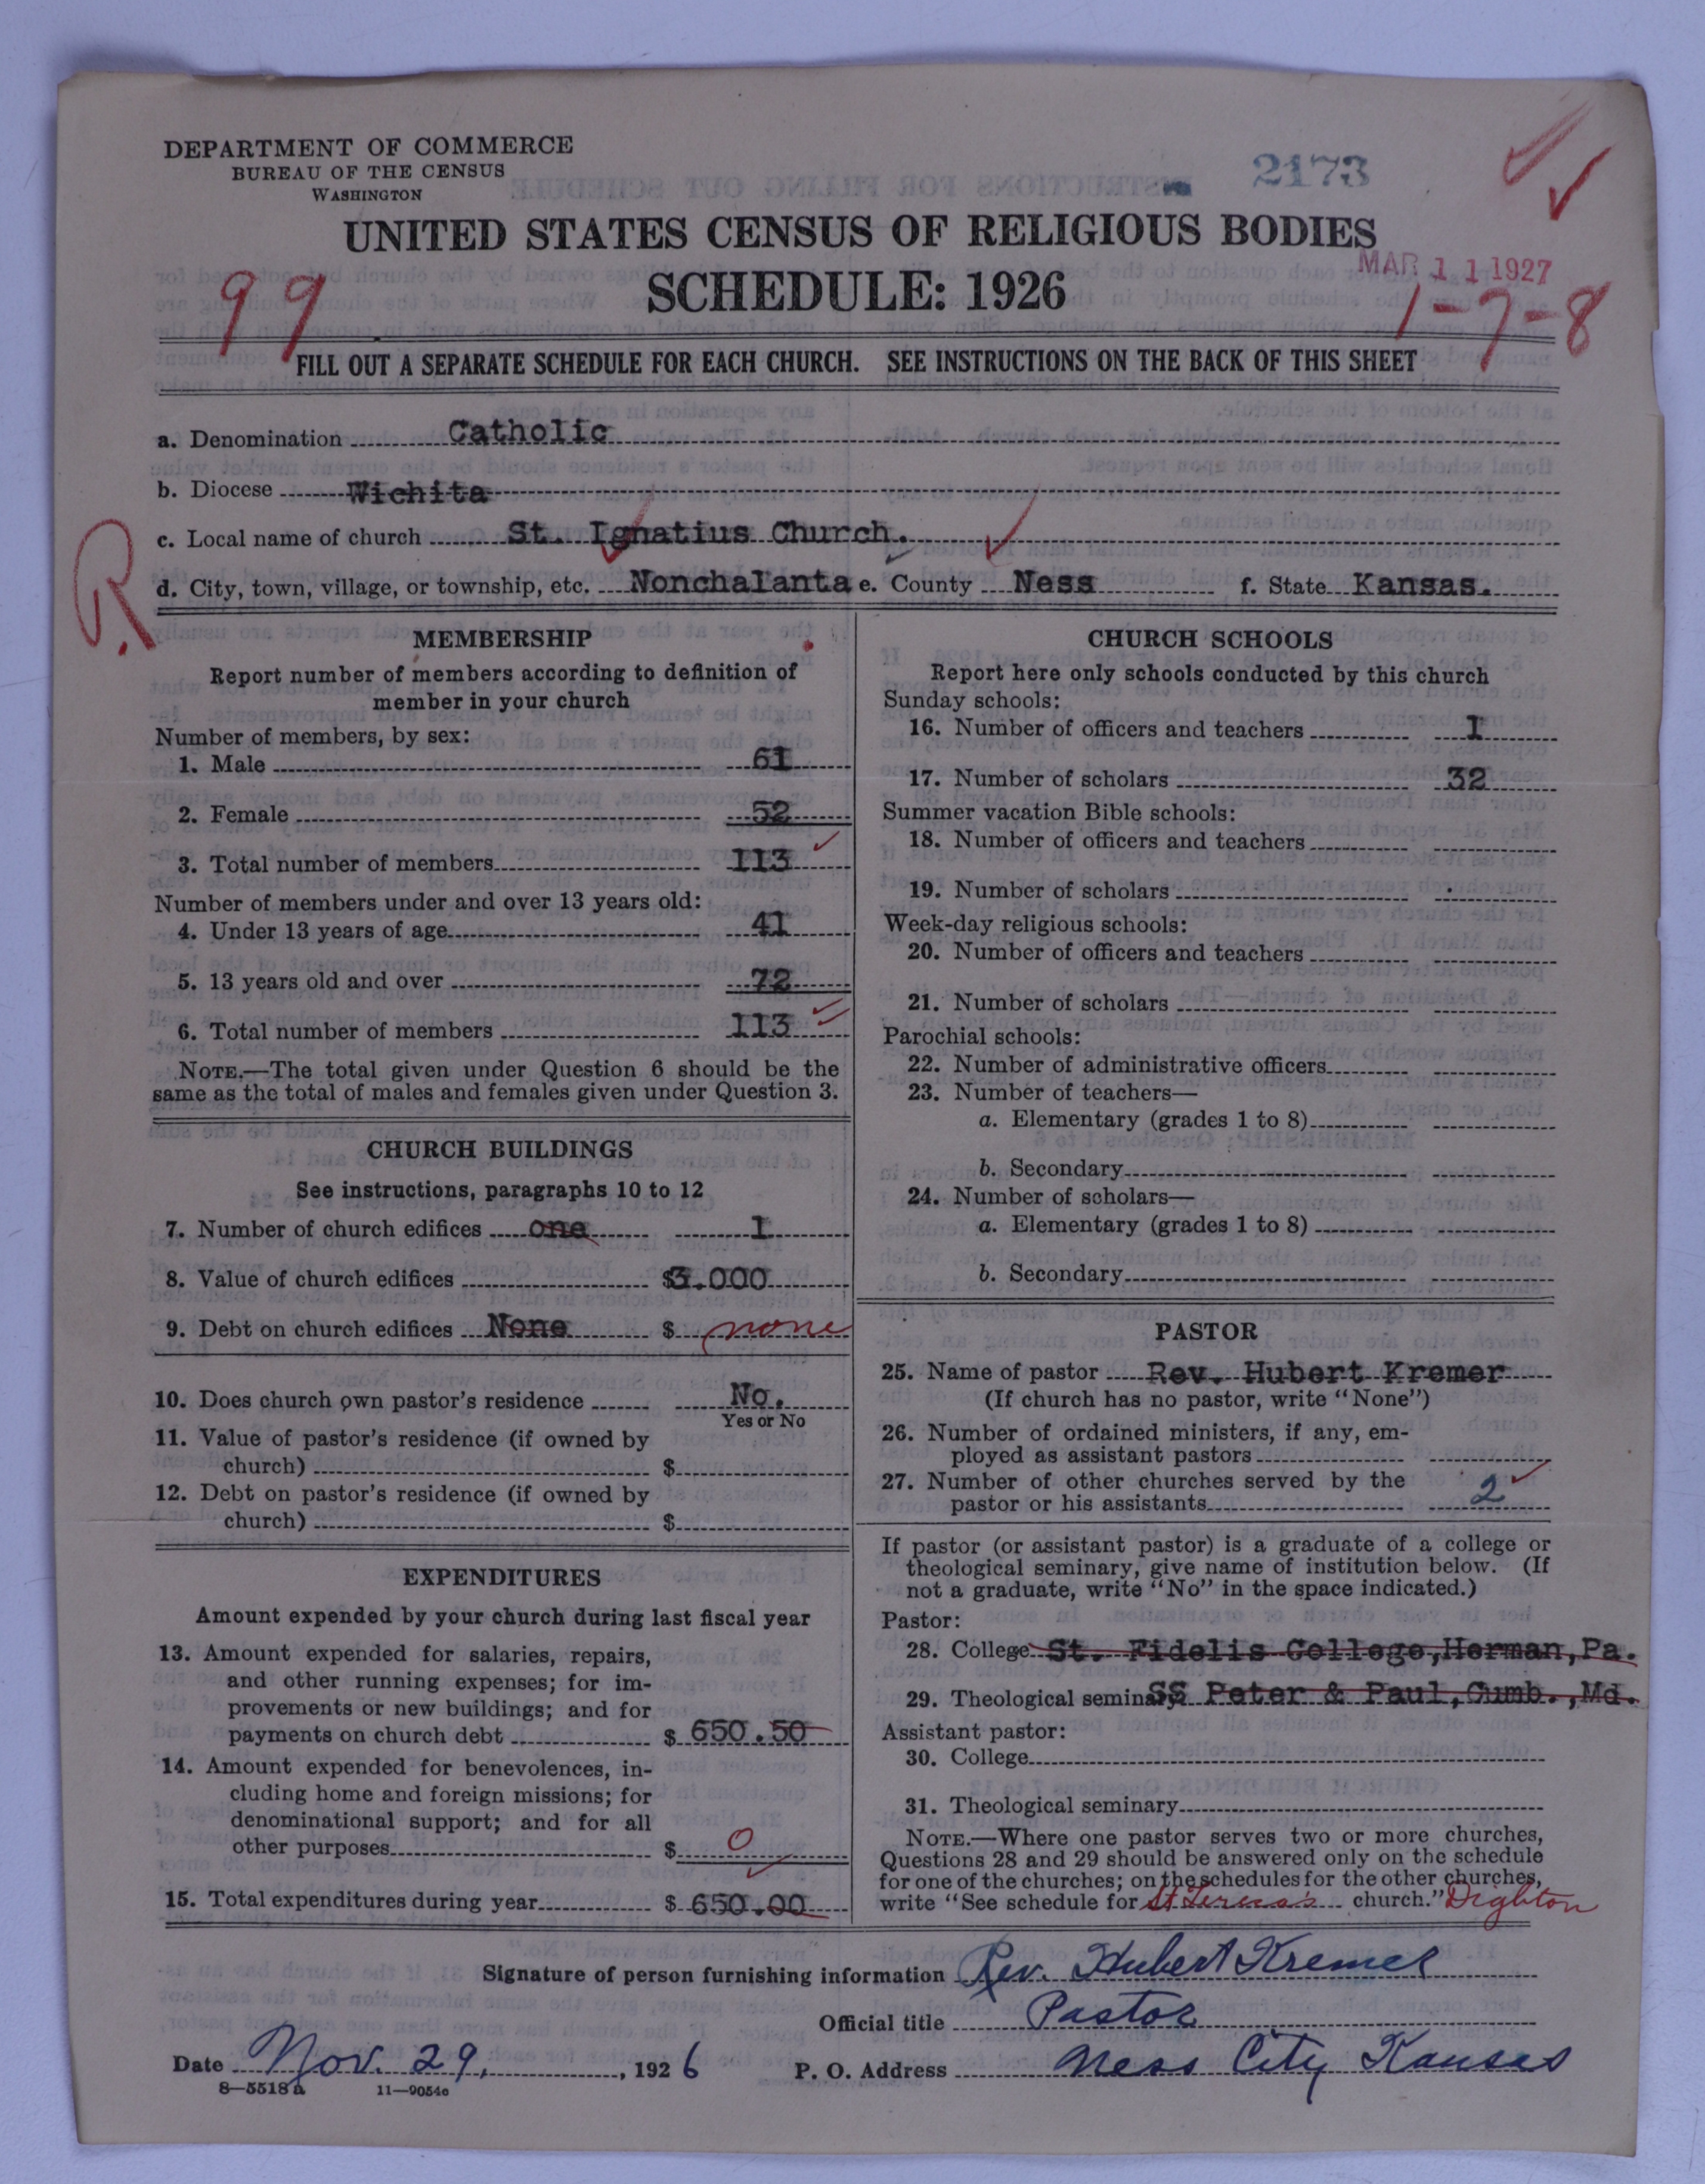 DEPARTMENT OF COMMERCE
BUREAU OF THE CENSUS
WASHINGTON
2173
UNITED STATES CENSUS OF RELIGIOUS BODIES
SCHEDULE: 1926
MAR 11 1927
99
1-7-8
FILL OUT A SEPARATE SCHEDULE FOR EACH CHURCH. SEE INSTRUCTIONS ON THE BACK OF THIS SHEET
a. Denomination Catholic
b. Diocese Wichita
c. Local name of church St. Ignatius Church.
R.
d. City, town, village, or township, etc. Nonchalanta e. County Ness f. State Kansas.
MEMBERSHIP
Report number of members according to definition of
member in your church
Number of members, by sex:
1. Male 61
2. Female 52
3. Total number of members 113
Number of members under and over 13 years old:
4. Under 13 years of age 41
5. 13 years old and over 72
6. Total number of members 113
NOTE.—The total given under Question 6 should be the
same as the total of males and females given under Question 3.
CHURCH BUILDINGS
See instructions, paragraphs 10 to 12
7. Number of church edifices one 1
8. Value of church edifices $3.000
9. Debt on church edifices None $ none
10. Does church own pastor's residence No.
Yes or No
11. Value of pastor's residence (if owned by
church) $
12. Debt on pastor's residence (if owned by
church) $
EXPENDITURES
Amount expended by your church during last fiscal year
13. Amount expended for salaries, repairs,
and other running expenses; for im-
provements or new buildings; and for
payments on church debt $ 650.50
14. Amount expended for benevolences, in-
cluding home and foreign missions; for
denominational support; and for all
other purposes $ 0
15. Total expenditures during year $ 650.00
CHURCH SCHOOLS
Report here only schools conducted by this church
Sunday schools:
16. Number of officers and teachers 1
17. Number of scholars 32
Summer vacation Bible schools:
18. Number of officers and teachers
19. Number of scholars
Week-day religious schools:
20. Number of officers and teachers
21. Number of scholars
Parochial schools:
22. Number of administrative officers
23. Number of teachers—
a. Elementary (grades 1 to 8)
b. Secondary
24. Number of scholars—
a. Elementary (grades 1 to 8)
b. Secondary
PASTOR
25. Name of pastor Rev. Hubert Kremer
(If church has no pastor, write "None")
26. Number of ordained ministers, if any, em-
ployed as assistant pastors
27. Number of other churches served by the
pastor or his assistants 2
If pastor (or assistant pastor) is a graduate of a college or
theological seminary, give name of institution below. (If
not a graduate, write "No" in the space indicated.)
Pastor:
28. College St. Fidelis College,Herman,Pa.
29. Theological seminary SS Peter & Paul,Cumb.,Md.
Assistant pastor:
30. College
31. Theological seminary
NOTE.—Where one pastor serves two or more churches,
Questions 28 and 29 should be answered only on the schedule
for one of the churches; on the schedules for the other churches,
write "See schedule for St Teresa's church." Dighton
Signature of person furnishing information Rev. Hubert Kremer
Official title Pastor
Date Nov. 29, 1926 P. O. Address Ness City Kansas
8—5518a 11—9054c